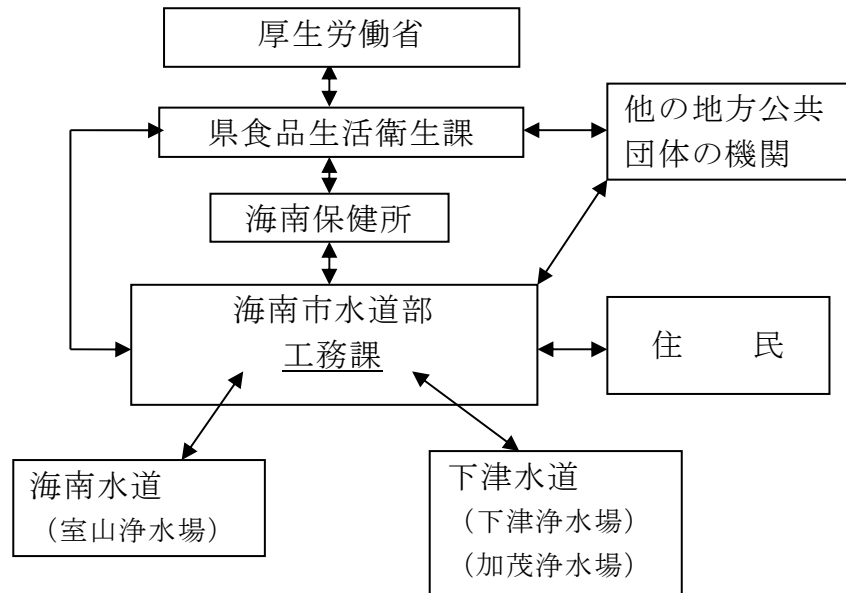 厚生労働省
県食品生活衛生課
他の地方公共
団体の機関
海南保健所
海南市水道部
工務課
住　　民
海南水道
（室山浄水場）
下津水道
（下津浄水場）
（加茂浄水場）